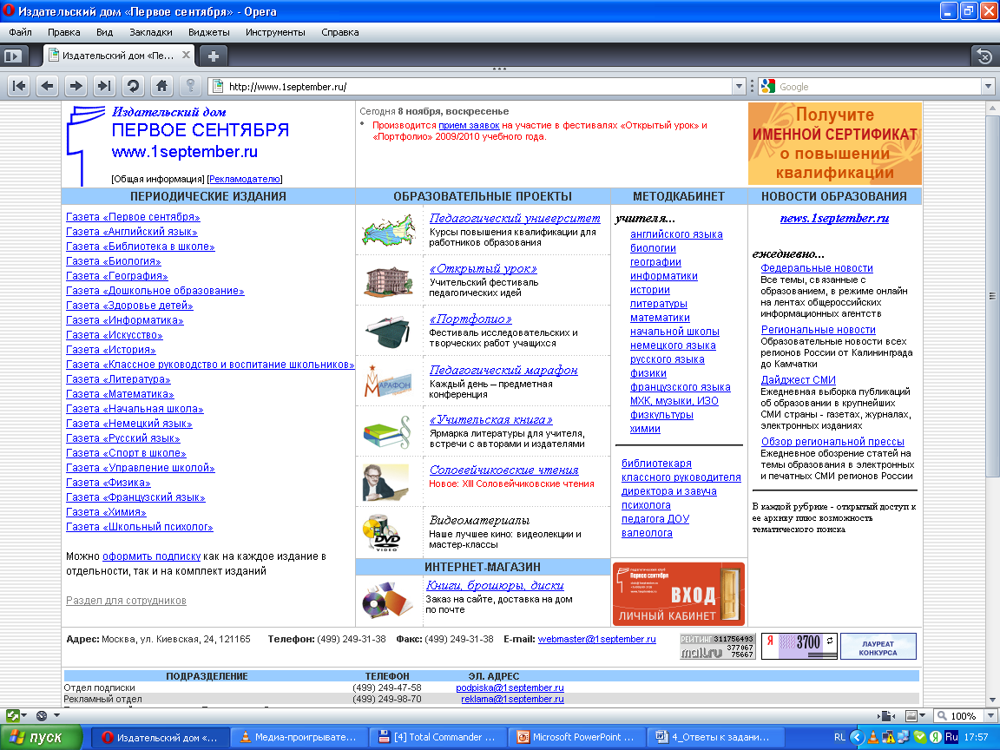 Издательский дом «Первое сентября» - Opera
Файл Правка Вид Закладки Виджеты Инструменты Справка
Издательский дом «Пе...
http://www.1september.ru/
Google
Издательский дом
ПЕРВОЕ СЕНТЯБРЯ
www.1september.ru
[Общая информация] [Рекламодателю]
Сегодня 8 ноября, воскресенье
Производится прием заявок на участие в фестивалях «Открытый урок» и
«Портфолио» 2009/2010 учебного года.
Получите
ИМЕННОЙ СЕРТИФИКАТ
о повышении
квалификации
ПЕРИОДИЧЕСКИЕ ИЗДАНИЯ
Газета «Первое сентября»
Газета «Английский язык»
Газета «Библиотека в школе»
Газета «Биология»
Газета «География»
Газета «Дошкольное образование»
Газета «Здоровье детей»
Газета «Информатика»
Газета «Искусство»
Газета «История»
Газета «Классное руководство и воспитание школьников»
Газета «Литература»
Газета «Математика»
Газета «Начальная школа»
Газета «Немецкий язык»
Газета «Русский язык»
Газета «Спорт в школе»
Газета «Управление школой»
Газета «Физика»
Газета «Французский язык»
Газета «Химия»
Газета «Школьный психолог»
Можно оформить подписку как на каждое издание в
отдельности, так и на комплект изданий
Раздел для сотрудников
ОБРАЗОВАТЕЛЬНЫЕ ПРОЕКТЫ
Педагогический университет
Курсы повышения квалификации для
работников образования
«Открытый урок»
Учительский фестиваль
педагогических идей
«Портфолио»
Фестиваль исследовательских и
творческих работ учащихся
МАРАФОН
Педагогический марафон
Каждый день – предметная
конференция
«Учительская книга»
Ярмарка литературы для учителя,
встречи с авторами и издателями
Соловейчиковские чтения
Новое: XIII Соловейчиковские чтения
DVD
VIDEO
Видеоматериалы
Наше лучшее кино: видеолекции и
мастер-классы
ИНТЕРНЕТ-МАГАЗИН
Книги, брошюры, диски
Заказ на сайте, доставка на дом
по почте
МЕТОДКАБИНЕТ
учителя...
английского языка
биологии
географии
информатики
истории
литературы
математики
начальной школы
немецкого языка
русского языка
физики
французского языка
МХК, музыки, ИЗО
физкультуры
химии
библиотекаря
классного руководителя
директора и завуча
психолога
педагога ДОУ
валеолога
педагогический клуб
Первое сентября
ВХОД
В ЛИЧНЫЙ КАБИНЕТ
НОВОСТИ ОБРАЗОВАНИЯ
news.1september.ru
ежедневно...
Федеральные новости
Все темы, связанные с
образованием, в режиме онлайн
на лентах общероссийских
информационных агентств
Региональные новости
Образовательные новости всех
регионов России от Калининграда
до Камчатки
Дайджест СМИ
Ежедневная выборка публикаций
об образовании в крупнейших
СМИ страны - газетах, журналах,
электронных изданиях
Обзор региональной прессы
Ежедневное обозрение статей на
темы образования в электронных
и печатных СМИ регионов России
В каждой рубрике - открытый доступ к
ее архиву плюс возможность
тематического поиска
Адрес: Москва, ул. Киевская, 24, 121165 Телефон: (499) 249-31-38 Факс: (499) 249-31-38 E-mail: webmaster@1september.ru
РЕЙТИНГ 311756493
mail.ru 377067
75667
Я 3700
ЛАУРЕАТ
КОНКУРСА
ПОДРАЗДЕЛЕНИЕ ТЕЛЕФОН ЭЛ. АДРЕС
Отдел подписки (499) 249-47-58 podpiska@1september.ru
Рекламный отдел (499) 249-98-70 reklama@1september.ru
100%
пуск
Издательский дом «...
Медиа-проигрывате...
[4] Total Commander ...
Microsoft PowerPoint ...
4_Ответы к задани...
RL
Ru
17:57